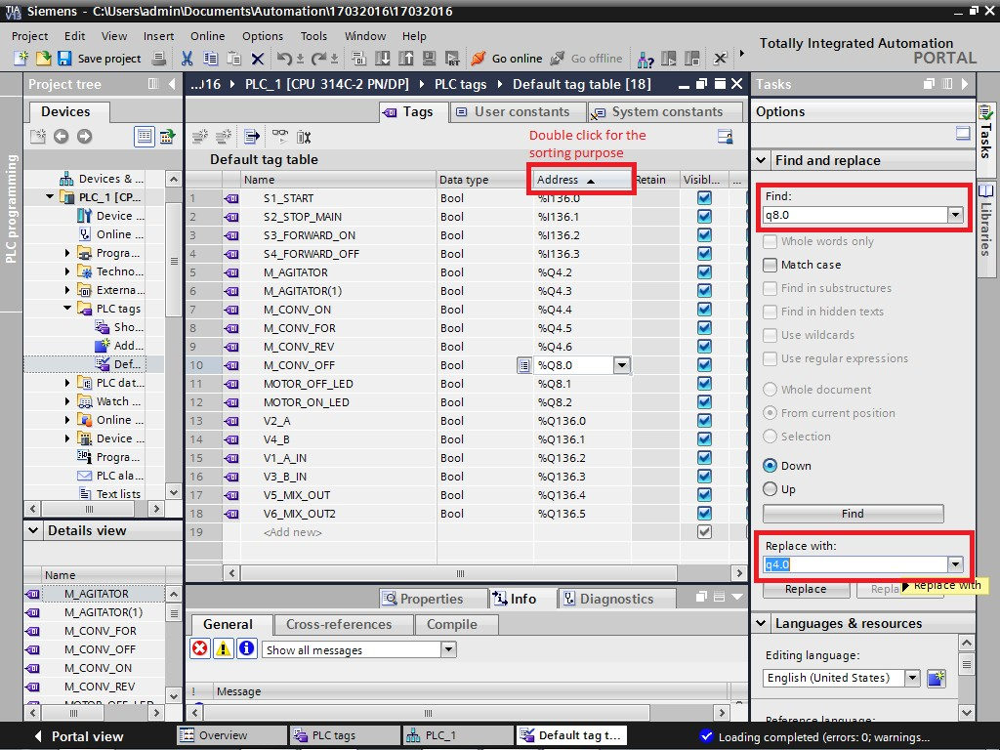 TIA V13 Siemens - C:\Users\admin\Documents\Automation\17032016\17032016
Project Edit View Insert Online Options Tools Window Help
Save project Go online Go offline
Totally Integrated Automation
PORTAL
Project tree
...)16 PLC_1 [CPU 314C-2 PN/DP] PLC tags Default tag table [18]
Tasks
Devices
Tags User constants System constants
Options
Double click for the
sorting purpose
Default tag table
Find and replace
Name Data type Address Retain Visibl... ...
1 S1_START Bool %I136.0
2 S2_STOP_MAIN Bool %I136.1
3 S3_FORWARD_ON Bool %I136.2
4 S4_FORWARD_OFF Bool %I136.3
5 M_AGITATOR Bool %Q4.2
6 M_AGITATOR(1) Bool %Q4.3
7 M_CONV_ON Bool %Q4.4
8 M_CONV_FOR Bool %Q4.5
9 M_CONV_REV Bool %Q4.6
10 M_CONV_OFF Bool %Q8.0
11 MOTOR_OFF_LED Bool %Q8.1
12 MOTOR_ON_LED Bool %Q8.2
13 V2_A Bool %Q136.0
14 V4_B Bool %Q136.1
15 V1_A_IN Bool %Q136.2
16 V3_B_IN Bool %Q136.3
17 V5_MIX_OUT Bool %Q136.4
18 V6_MIX_OUT2 Bool %Q136.5
19 <Add new>
PLC programming
Devices & ...
PLC_1 [CP...
Device ...
Online ...
Progra...
Techno...
Externa...
PLC tags
Sho...
Add...
Def...
PLC dat...
Watch ...
Online ...
Device ...
Progra...
PLC ala...
Text lists
Find:
q8.0
Whole words only
Match case
Find in substructures
Find in hidden texts
Use wildcards
Use regular expressions
Whole document
From current position
Selection
Down
Up
Find
Replace with:
q4.0
Replace Repla
Replace with
Tasks
Libraries
Details view
Name
M_AGITATOR
M_AGITATOR(1)
M_CONV_FOR
M_CONV_OFF
M_CONV_ON
M_CONV_REV
MOTOR_OFF_LED
Properties Info Diagnostics
General Cross-references Compile
Show all messages
! Message
Languages & resources
Editing language:
English (United States)
Reference language:
Portal view Overview PLC tags PLC_1 Default tag t...
Loading completed (errors: 0; warnings...